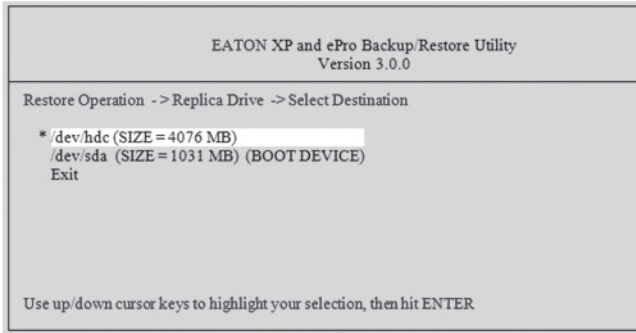 EATON XP and ePro Backup/Restore Utility
Version 3.0.0
Restore Operation -> Replica Drive -> Select Destination
* /dev/hdc (SIZE = 4076 MB)
/dev/sda (SIZE = 1031 MB) (BOOT DEVICE)
Exit
Use up/down cursor keys to highlight your selection, then hit ENTER